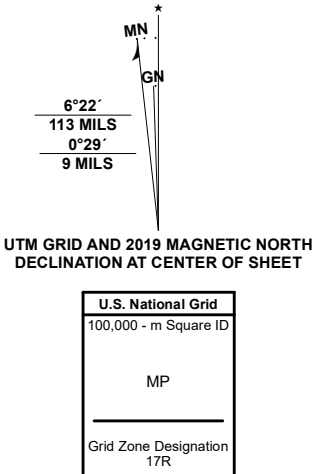 ★
MN
GN
6°22´
113 MILS
0°29´
9 MILS
UTM GRID AND 2019 MAGNETIC NORTH
DECLINATION AT CENTER OF SHEET
U.S. National Grid
100,000 - m Square ID
MP
Grid Zone Designation
17R